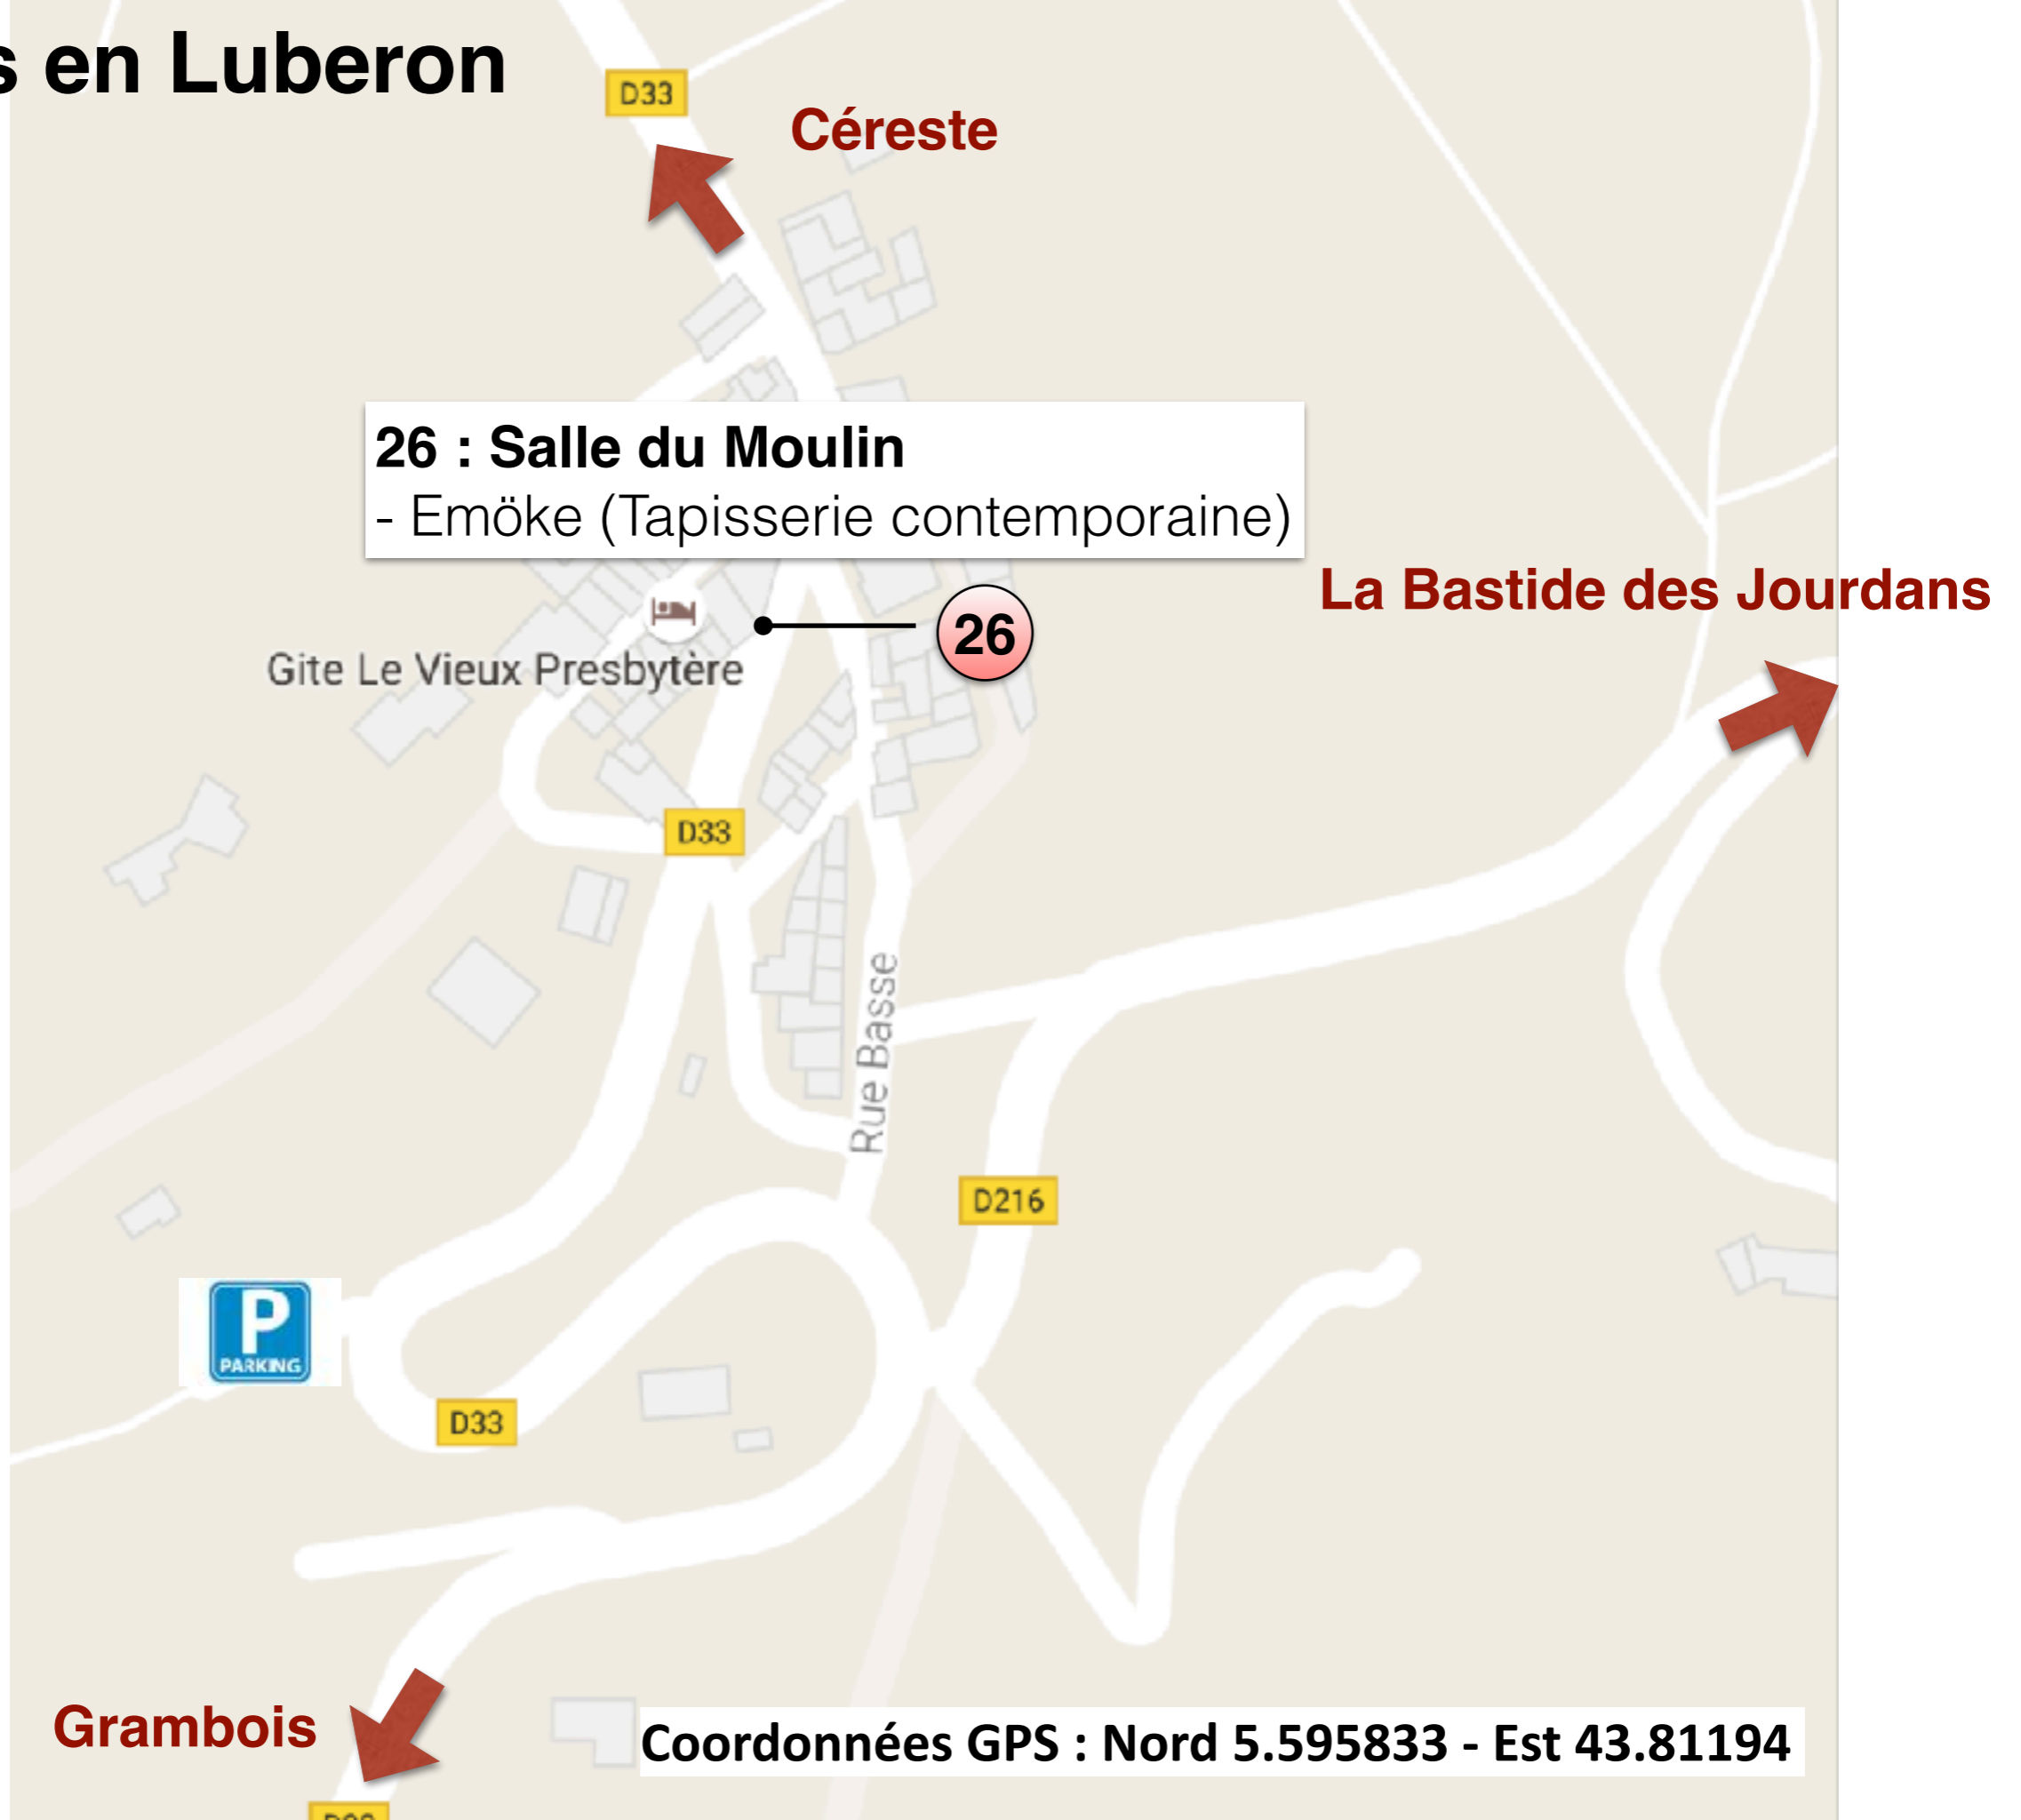 s en Luberon
D33
Céreste
26 : Salle du Moulin
- Emöke (Tapisserie contemporaine)
La Bastide des Jourdans
26
Gite Le Vieux Presbytère
D33
Rue Basse
D216
P
PARKING
D33
Grambois
Coordonnées GPS : Nord 5.595833 - Est 43.81194